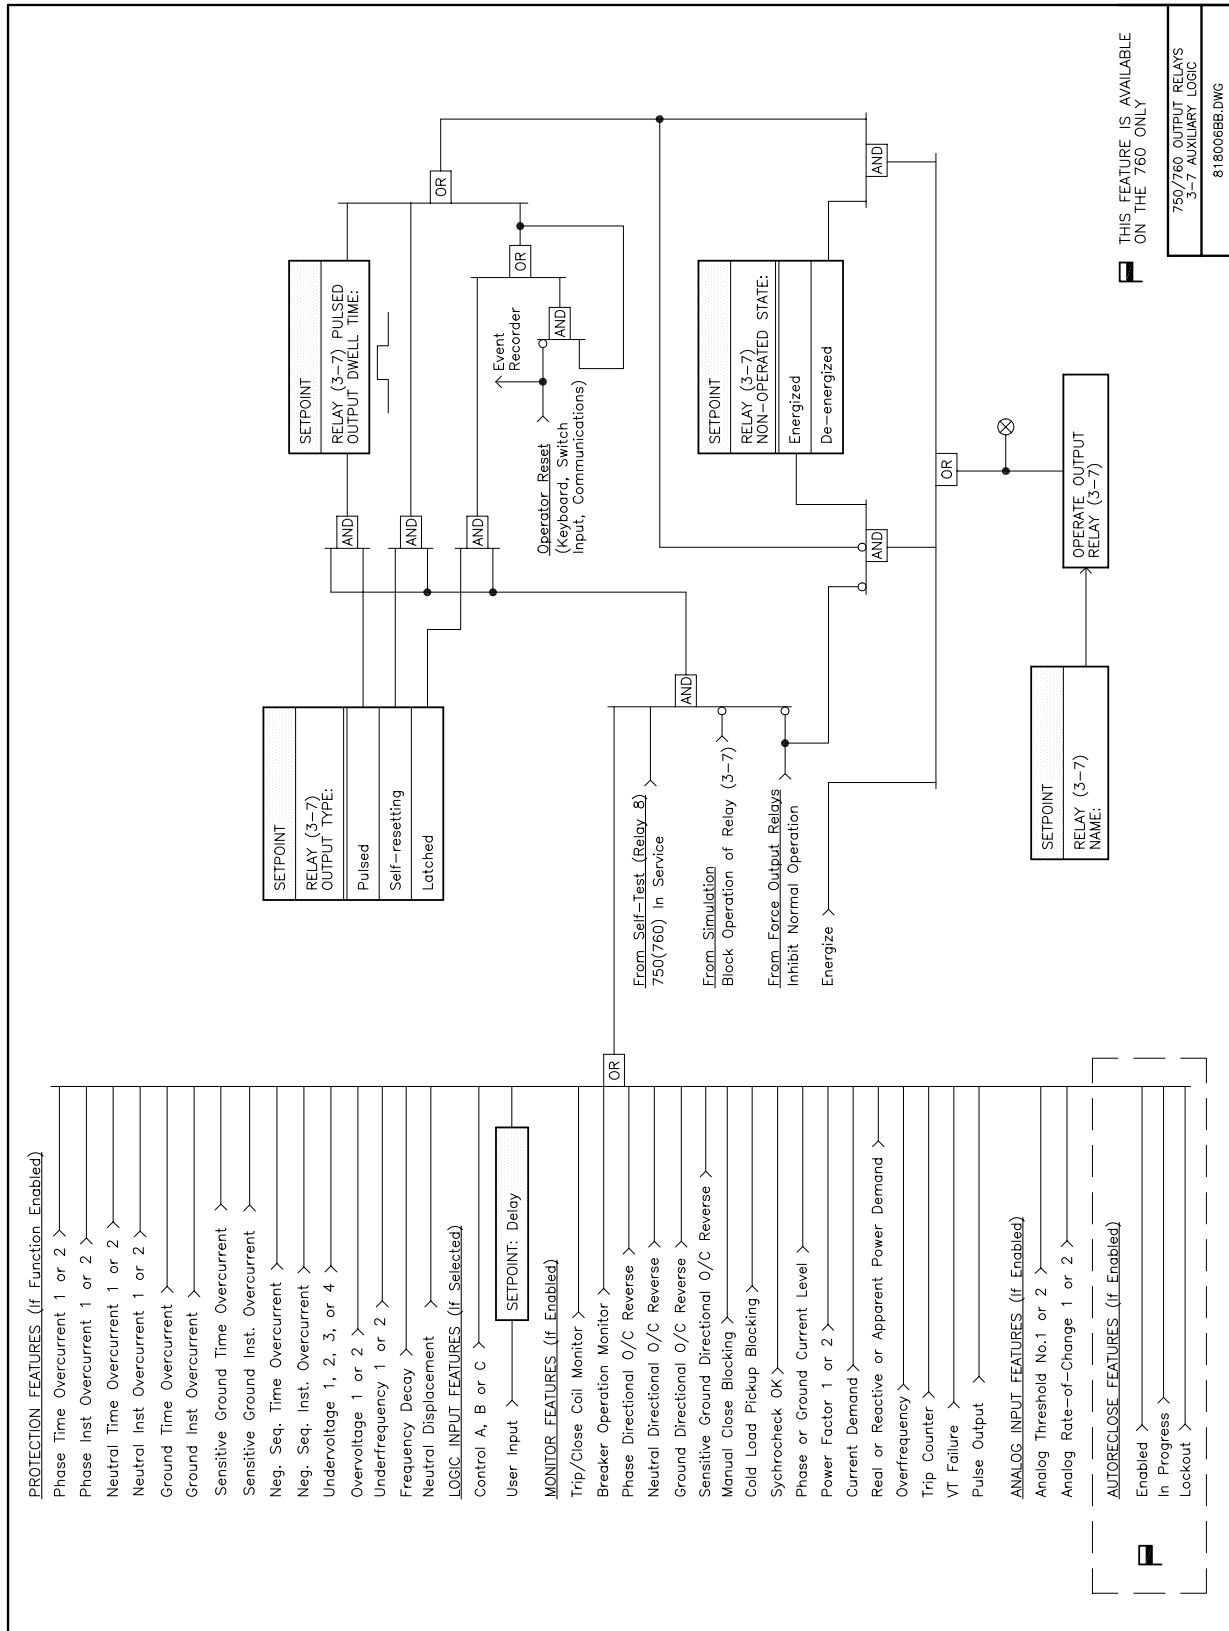 PROTECTION FEATURES (If Function Enabled)
Phase Time Overcurrent 1 or 2
Phase Inst Overcurrent 1 or 2
Neutral Time Overcurrent 1 or 2
Neutral Inst Overcurrent 1 or 2
Ground Time Overcurrent
Ground Inst Overcurrent
Sensitive Ground Time Overcurrent
Sensitive Ground Inst. Overcurrent
Neg. Seq. Time Overcurrent
Neg. Seq. Inst. Overcurrent
Undervoltage 1, 2, 3, or 4
Overvoltage 1 or 2
Underfrequency 1 or 2
Frequency Decay
Neutral Displacement
LOGIC INPUT FEATURES (If Selected)
Control A, B or C
User Input
SETPOINT: Delay
MONITOR FEATURES (If Enabled)
Trip/Close Coil Monitor
Breaker Operation Monitor
Phase Directional O/C Reverse
Neutral Directional O/C Reverse
Ground Directional O/C Reverse
Sensitive Ground Directional O/C Reverse
Manual Close Blocking
Cold Load Pickup Blocking
Sychrocheck OK
Phase or Ground Current Level
Power Factor 1 or 2
Current Demand
Real or Reactive or Apparent Power Demand
Overfrequency
Trip Counter
VT Failure
Pulse Output
ANALOG INPUT FEATURES (If Enabled)
Analog Threshold No.1 or 2
Analog Rate-of-Change 1 or 2
AUTORECLOSE FEATURES (If Enabled)
Enabled
In Progress
Lockout
OR
SETPOINT
RELAY (3-7)
OUTPUT TYPE:
Pulsed
Self-resetting
Latched
From Self-Test (Relay 8)
750(760) In Service
From Simulation
Block Operation of Relay (3-7)
From Force Output Relays
Inhibit Normal Operation
Energize
AND
AND
AND
AND
SETPOINT
RELAY (3-7) PULSED
OUTPUT DWELL TIME:
Event
Recorder
Operator Reset
(Keyboard, Switch
Input, Communications)
AND
OR
OR
SETPOINT
RELAY (3-7)
NON-OPERATED STATE:
Energized
De-energized
AND
AND
OR
SETPOINT
RELAY (3-7)
NAME:
OPERATE OUTPUT
RELAY (3-7)
THIS FEATURE IS AVAILABLE
ON THE 760 ONLY
750/760 OUTPUT RELAYS
3-7 AUXILIARY LOGIC
818006BB.DWG